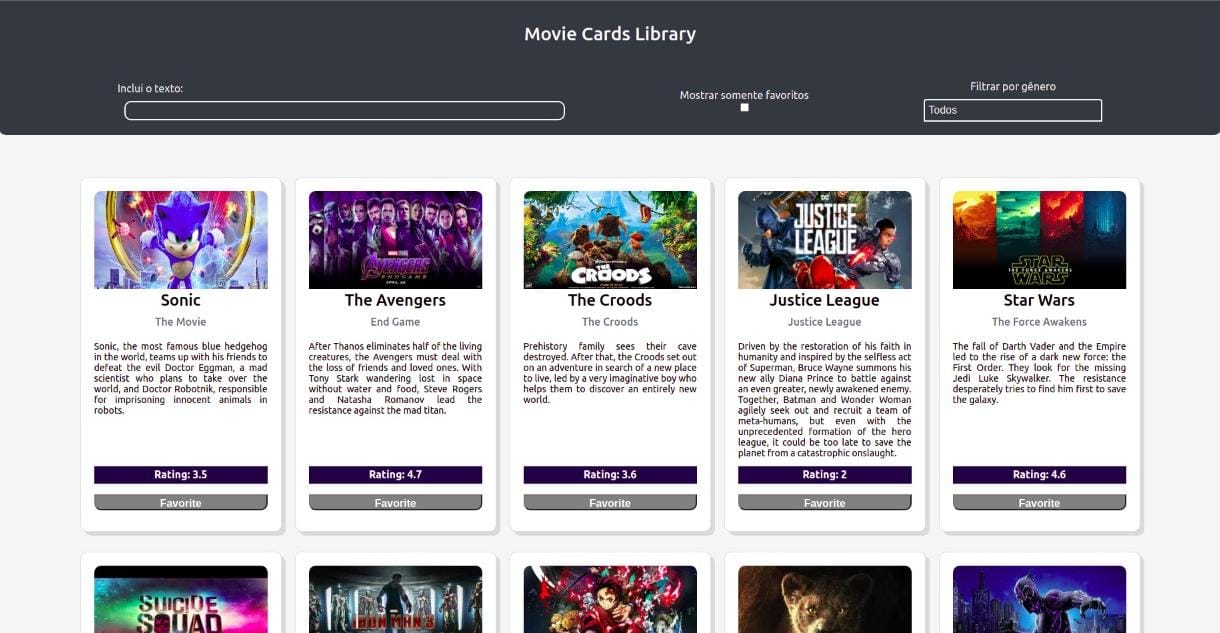 Movie Cards Library
Inclui o texto:
Mostrar somente favoritos
Filtrar por gênero
Todos
AVENGERS
ENDGAME
APRIL 26
THE
CROODS
DC
JUSTICE
LEAGUE
STAR
THE FORCE AWAKENS
WARS
Sonic
The Movie
Sonic, the most famous blue hedgehog
in the world, teams up with his friends to
defeat the evil Doctor Eggman, a mad
scientist who plans to take over the
world, and Doctor Robotnik, responsible
for imprisoning innocent animals in
robots.
Rating: 3.5
Favorite
The Avengers
End Game
After Thanos eliminates half of the living
creatures, the Avengers must deal with
the loss of friends and loved ones. With
Tony Stark wandering lost in space
without water and food, Steve Rogers
and Natasha Romanov lead the
resistance against the mad titan.
Rating: 4.7
Favorite
The Croods
The Croods
Prehistory family sees their cave
destroyed. After that, the Croods set out
on an adventure in search of a new place
to live, led by a very imaginative boy who
helps them to discover an entirely new
world.
Rating: 3.6
Favorite
Justice League
Justice League
Driven by the restoration of his faith in
humanity and inspired by the selfless act
of Superman, Bruce Wayne summons his
new ally Diana Prince to battle against
an even greater, newly awakened enemy.
Together, Batman and Wonder Woman
agilely seek out and recruit a team of
meta-humans, but even with the
unprecedented formation of the hero
league, it could be too late to save the
planet from a catastrophic onslaught.
Rating: 2
Favorite
Star Wars
The Force Awakens
The fall of Darth Vader and the Empire
led to the rise of a dark new force: the
First Order. They look for the missing
Jedi Luke Skywalker. The resistance
desperately tries to find him first to save
the galaxy.
Rating: 4.6
Favorite
SUICIDE
SQUAD
IRON MAN 3